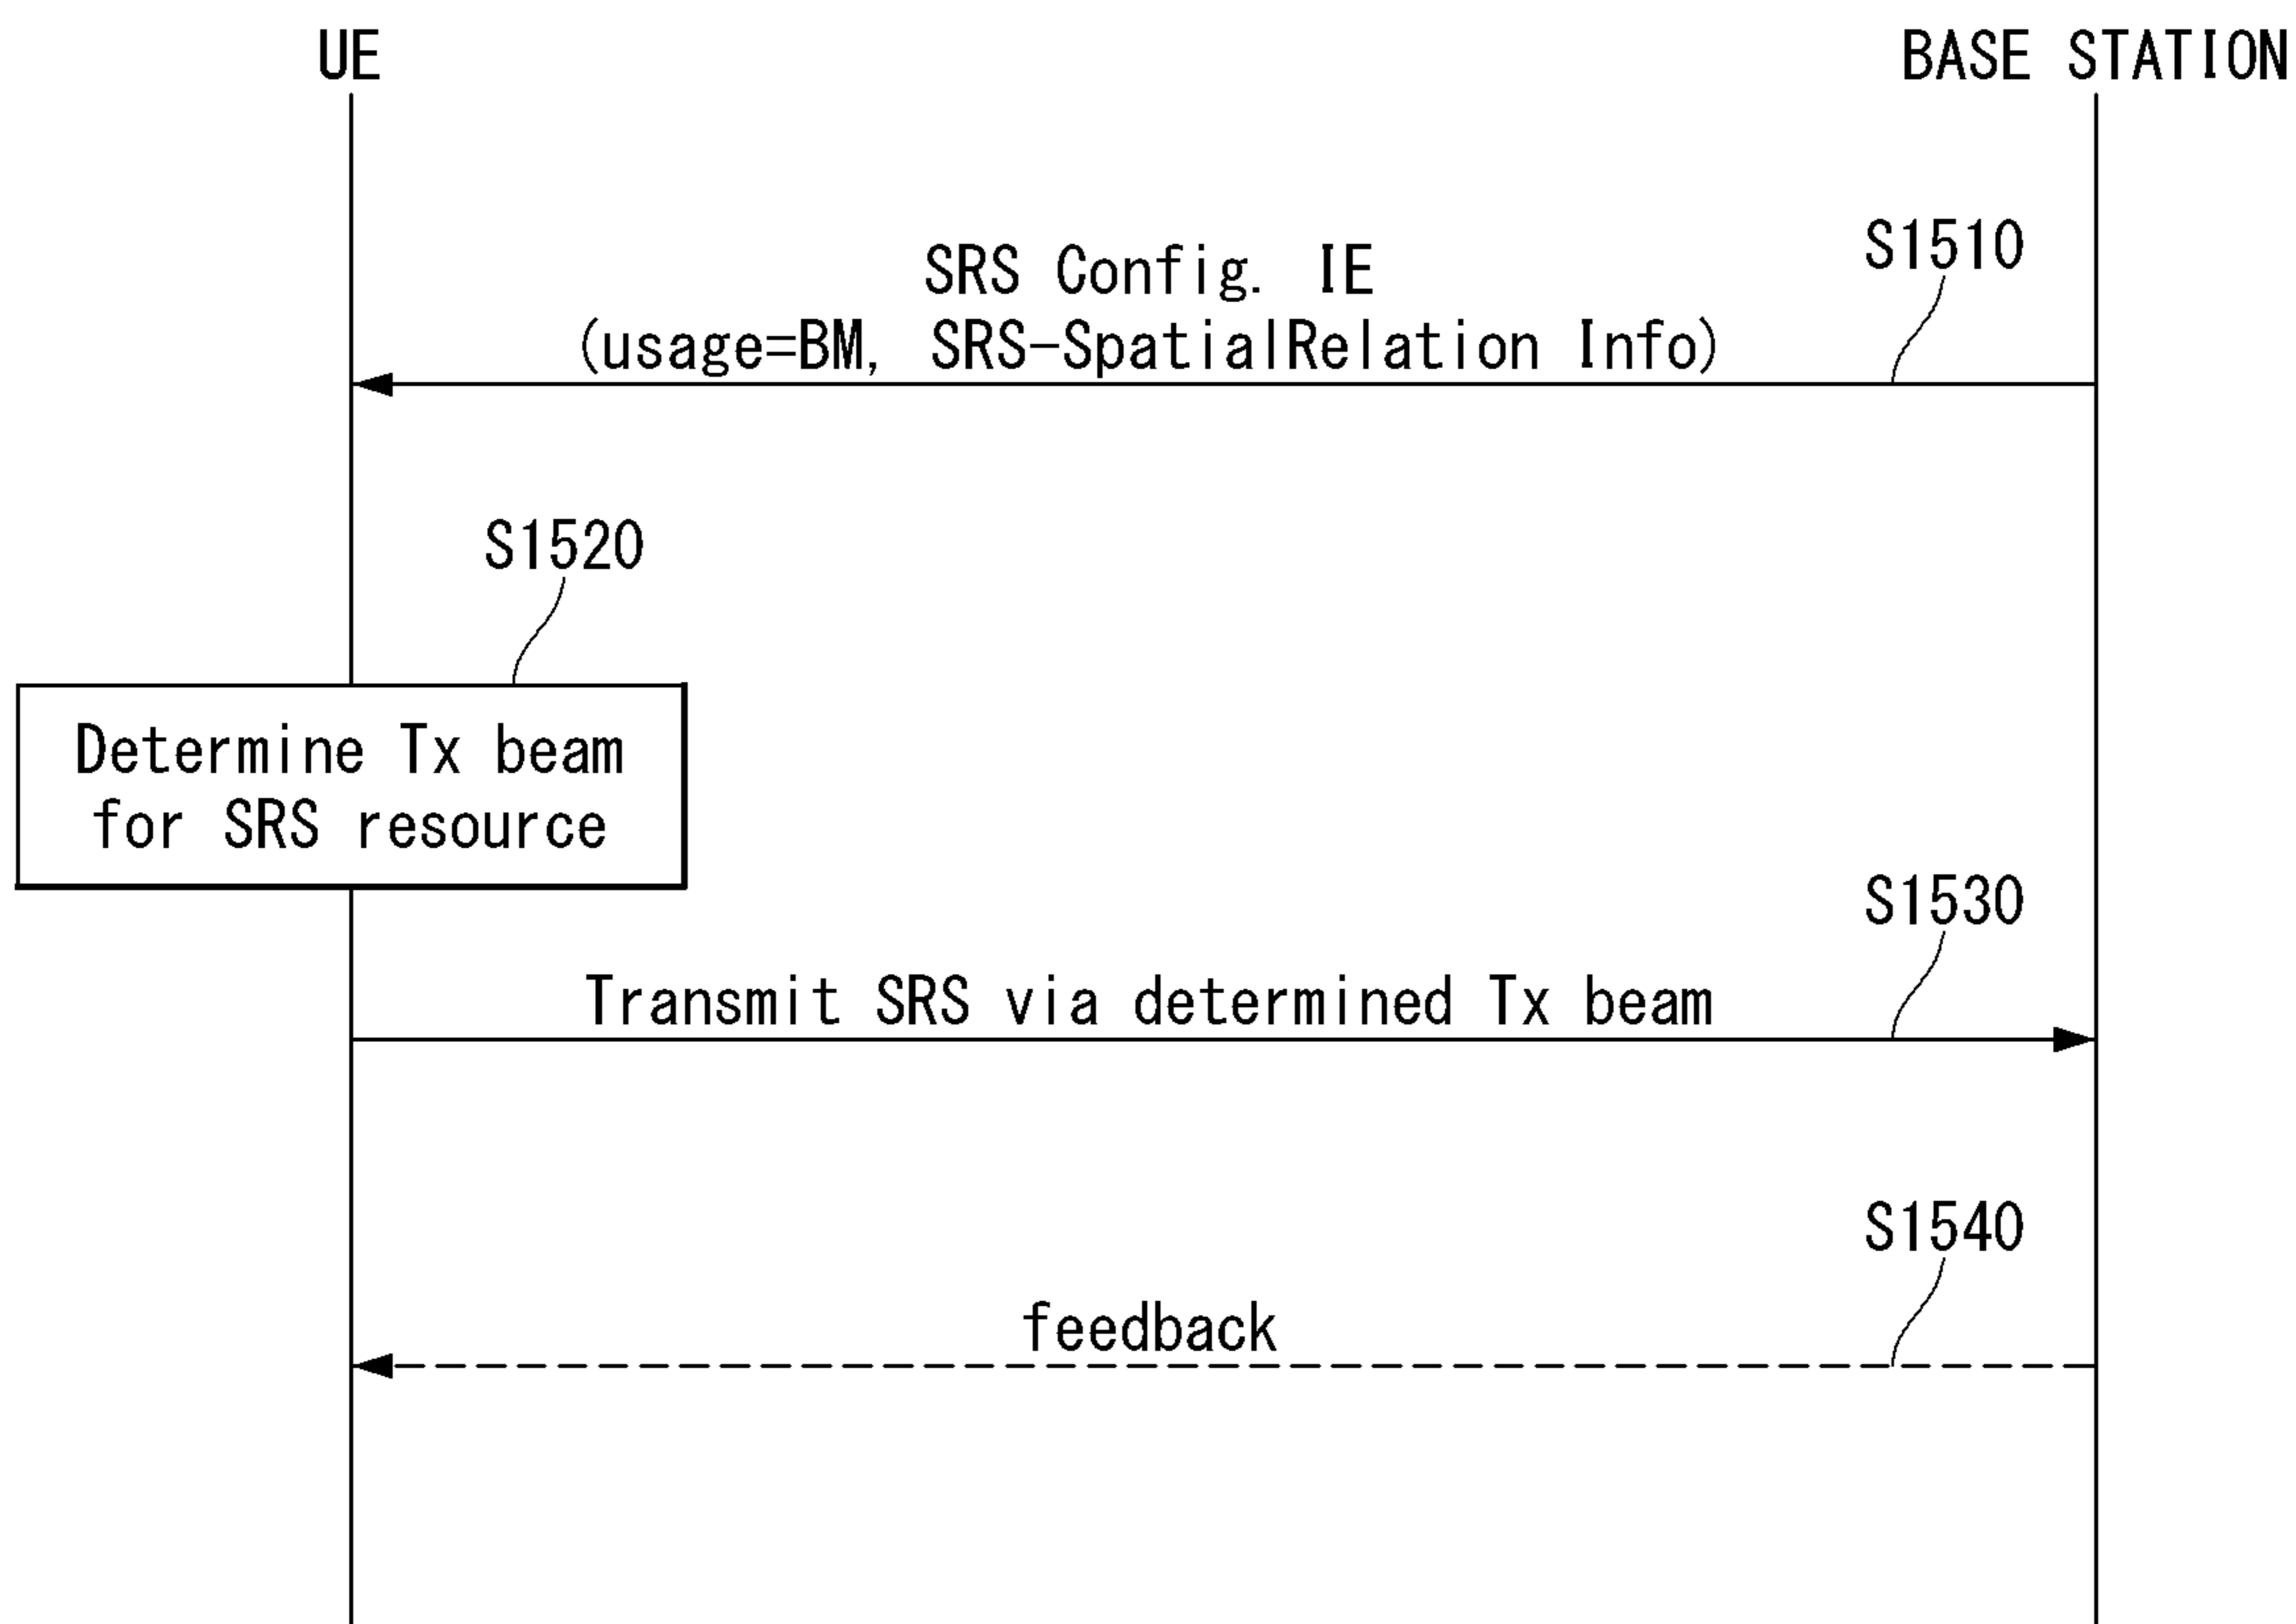 UE
BASE STATION
S1510
SRS Config. IE
(usage=BM, SRS-SpatialRelation Info)
S1520
Determine Tx beam
for SRS resource
S1530
Transmit SRS via determined Tx beam
S1540
feedback